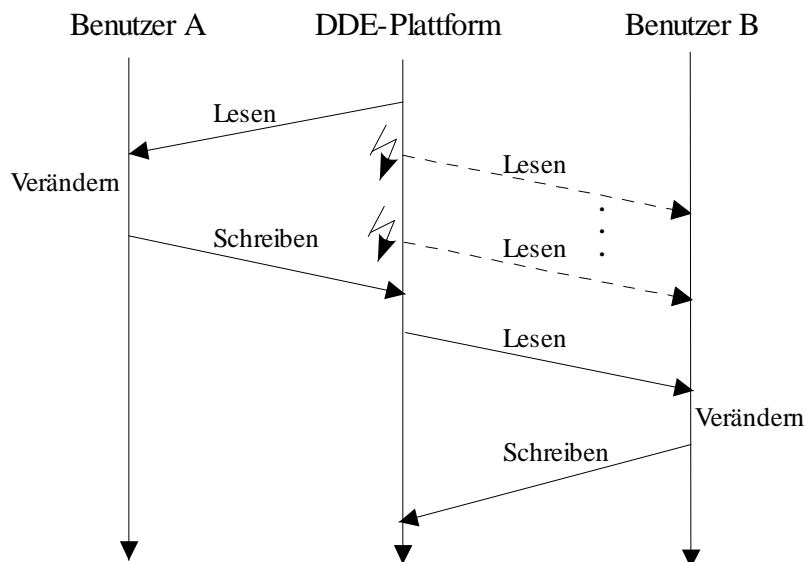 Benutzer A
DDE-Plattform
Benutzer B
Lesen
Lesen
Verändern
Schreiben
Lesen
Lesen
Verändern
Schreiben